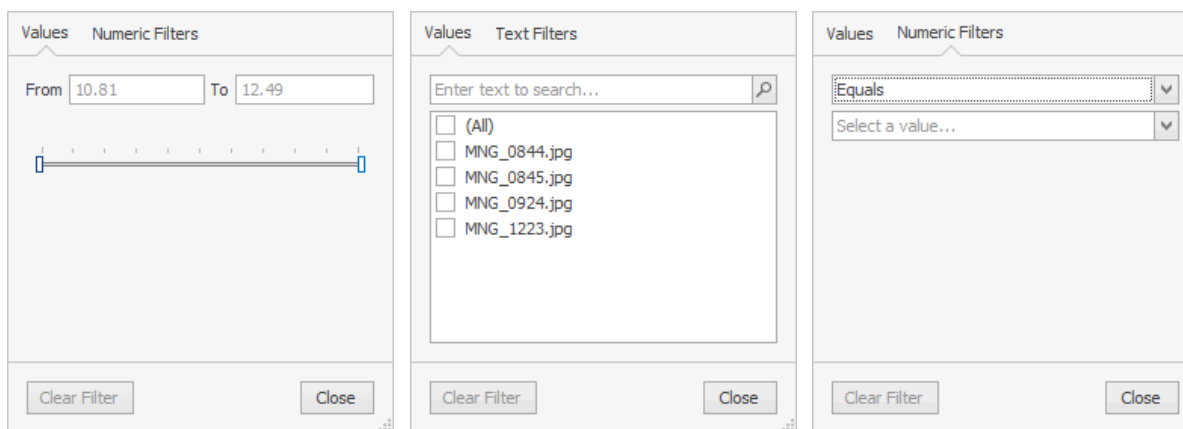 Values Numeric Filters
From 10.81 To 12.49
Clear Filter Close
Values Text Filters
Enter text to search...
(All)
MNG_0844.jpg
MNG_0845.jpg
MNG_0924.jpg
MNG_1223.jpg
Clear Filter Close
Values Numeric Filters
Equals
Select a value...
Clear Filter Close